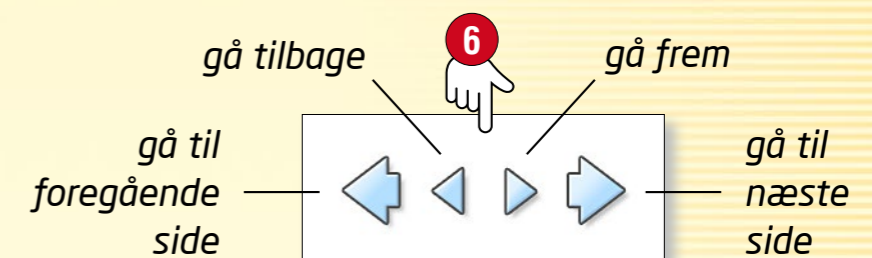 6
gå tilbage
gå frem
gå til
foregående
side
gå til
næste
side